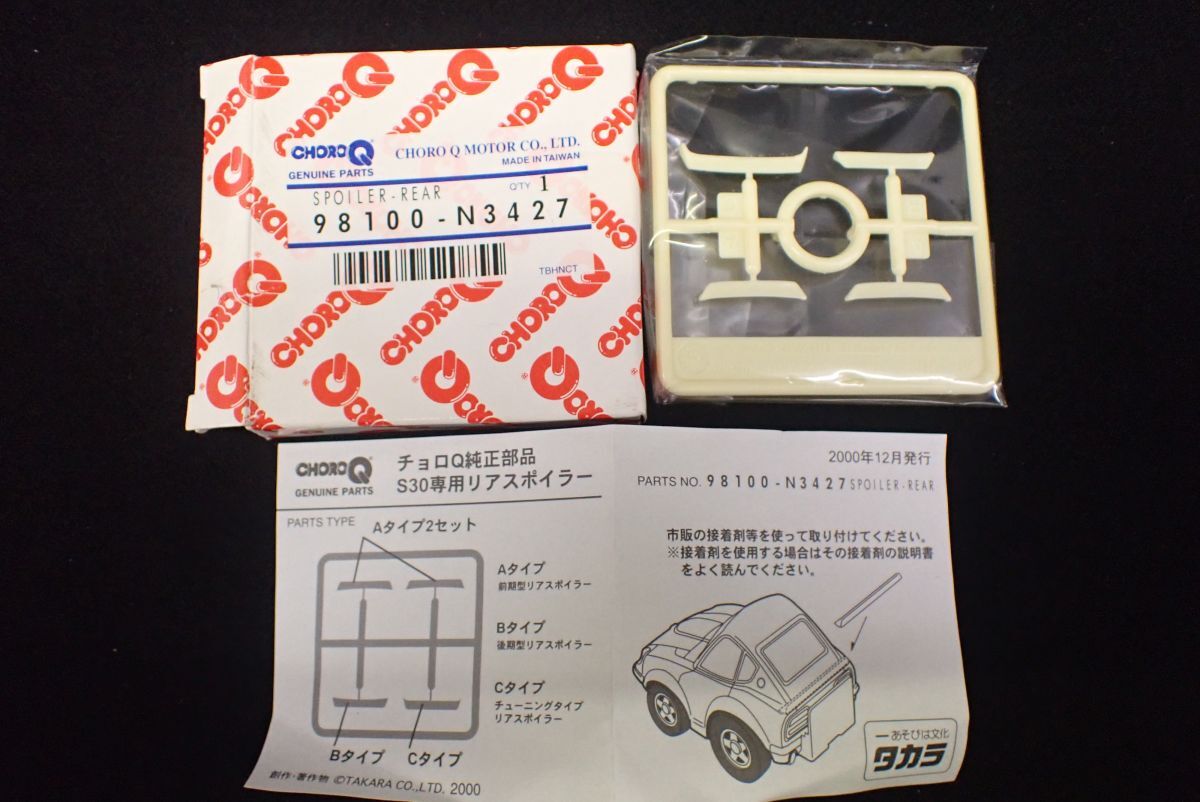 CHORO Q
GENUINE PARTS
CHORO Q MOTOR CO., LTD.
MADE IN TAIWAN
SPOILER-REAR
Q'TY 1
98100-N3427
TBHNCT
CHORO Q
GENUINE PARTS
チョロQ純正部品
S30専用リアスポイラー
PARTS TYPE
Aタイプ2セット
Aタイプ
前期型リアスポイラー
Bタイプ
後期型リアスポイラー
Cタイプ
チューニングタイプ
リアスポイラー
Bタイプ Cタイプ
創作・著作物 ©TAKARA CO.,LTD. 2000
2000年12月発行
PARTS NO. 98100-N3427 SPOILER-REAR
市販の接着剤等を使って取り付けてください。
※接着剤を使用する場合はその接着剤の説明書
をよく読んでください。
ーあそびは文化
タカラ